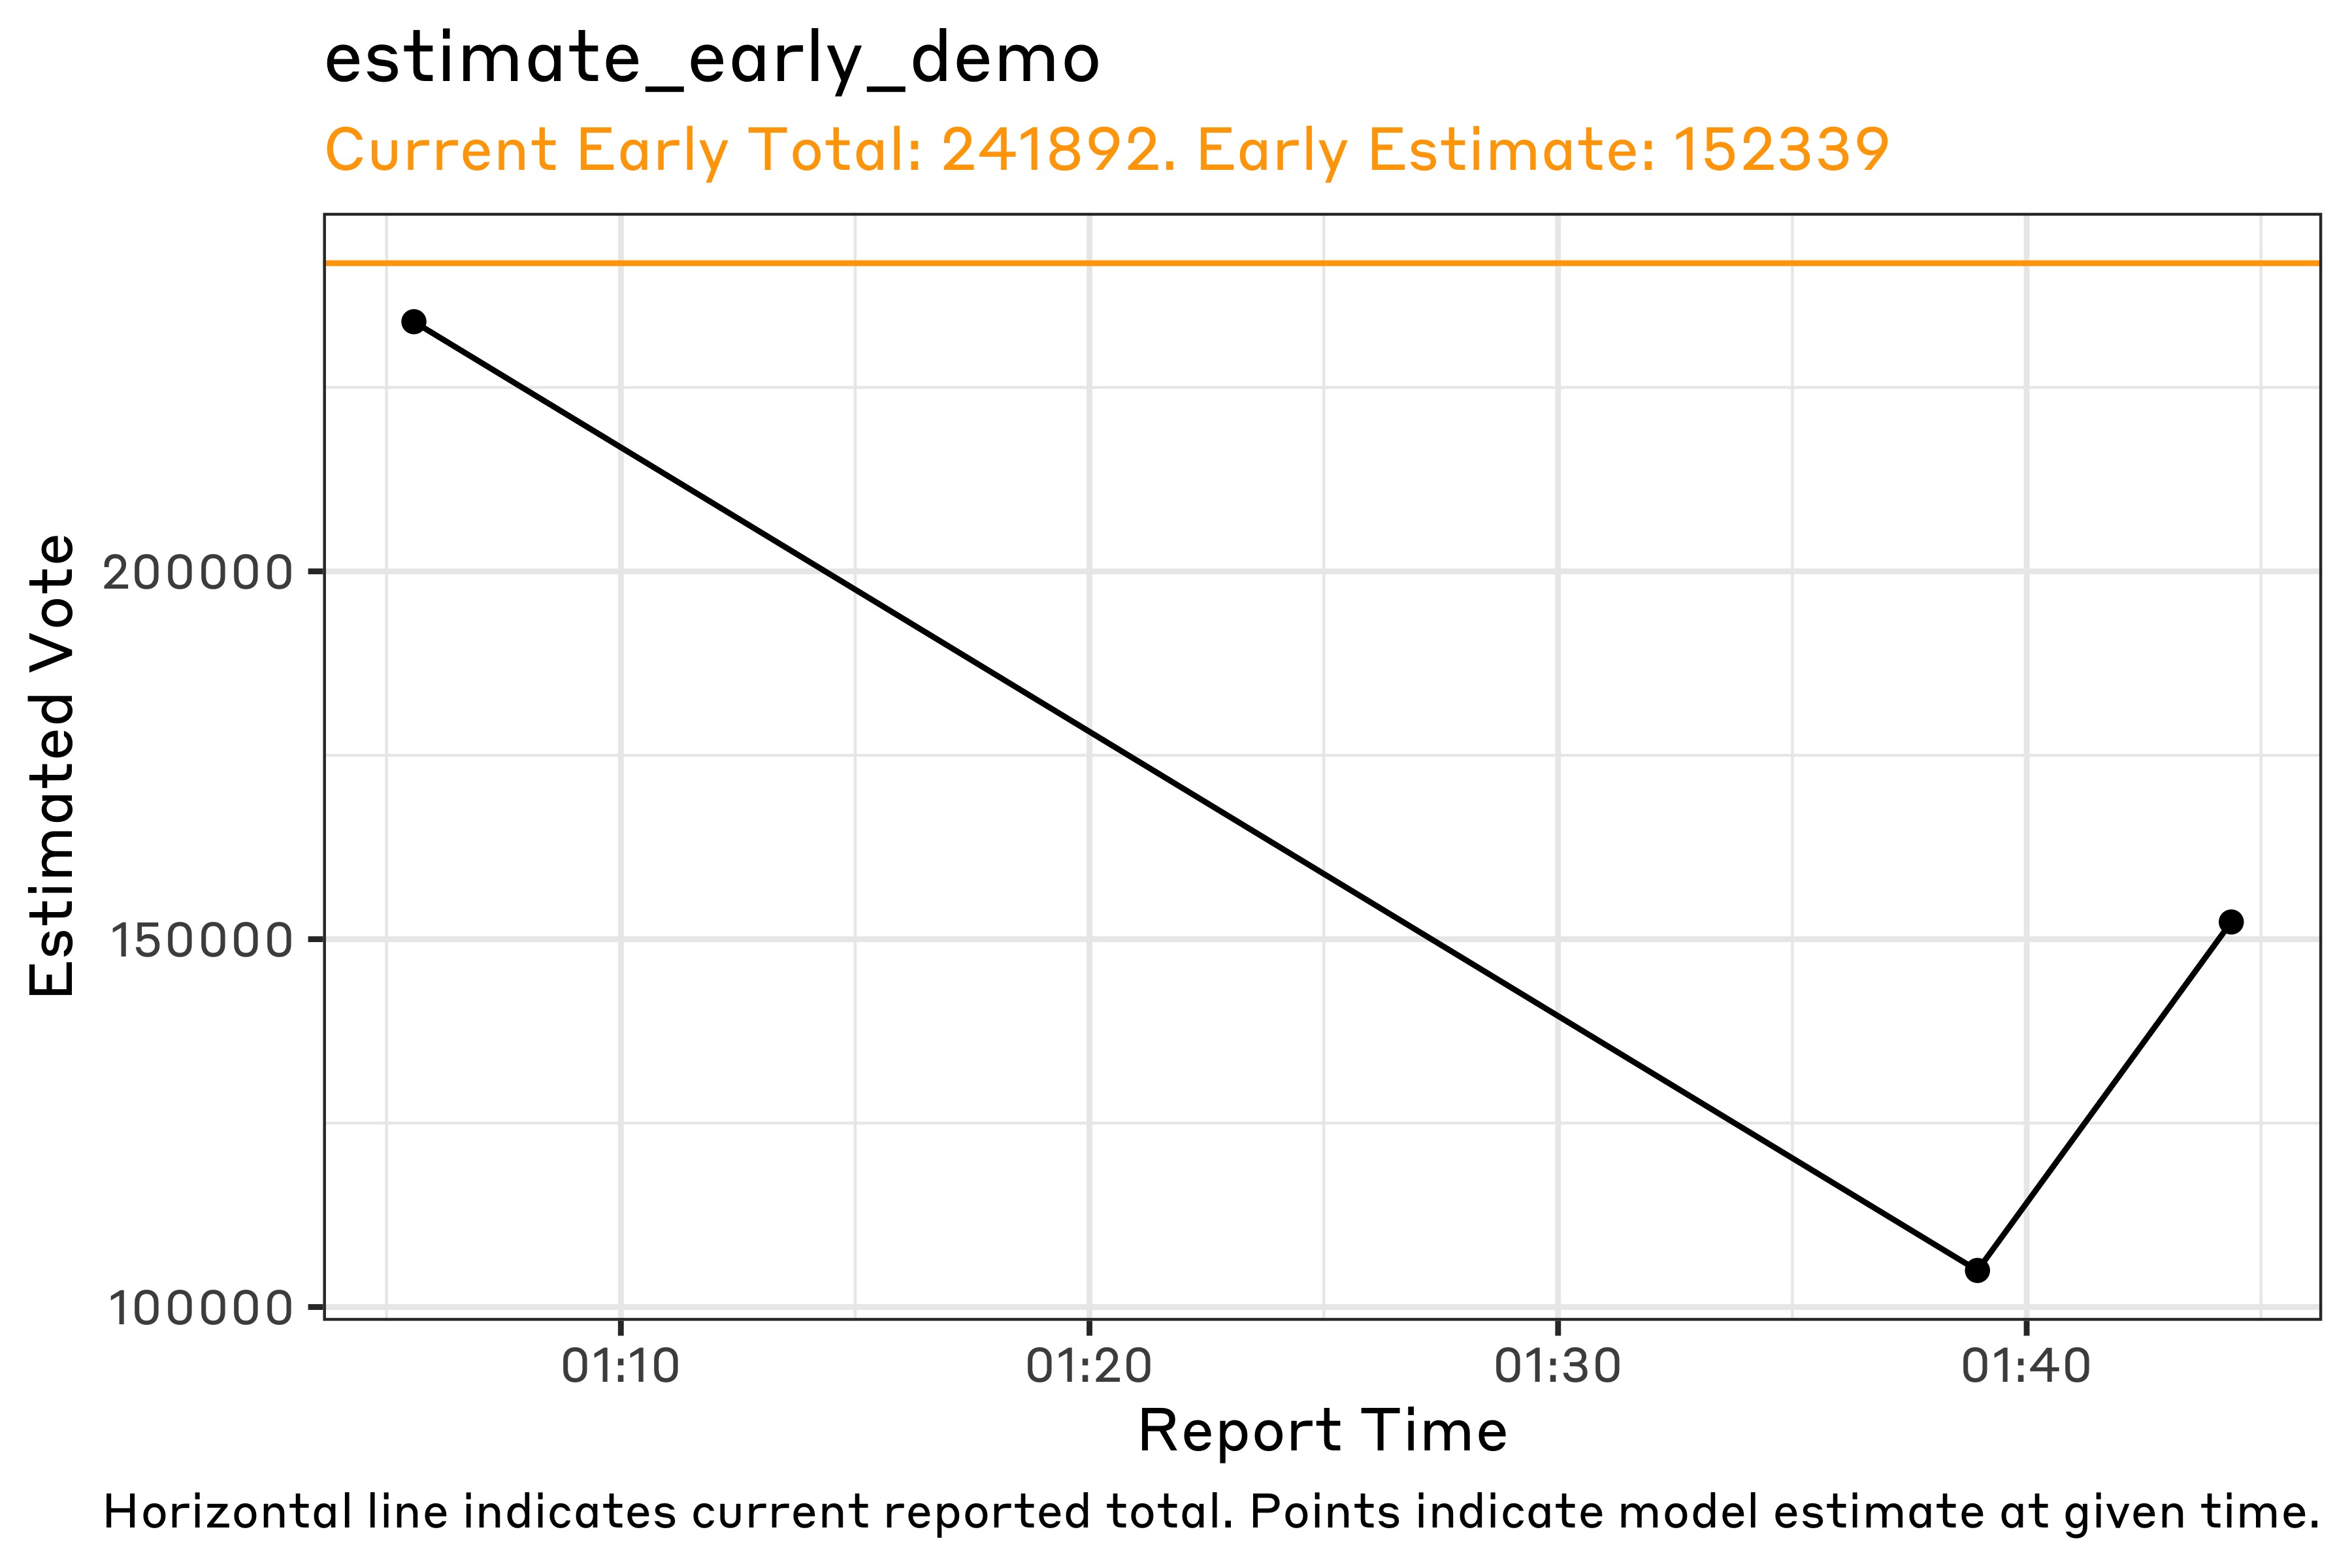 estimate_early_demo
Current Early Total: 241892. Early Estimate: 152339
Estimated Vote
200000
150000
100000
01:10 01:20 01:30 01:40
Report Time
Horizontal line indicates current reported total. Points indicate model estimate at given time.